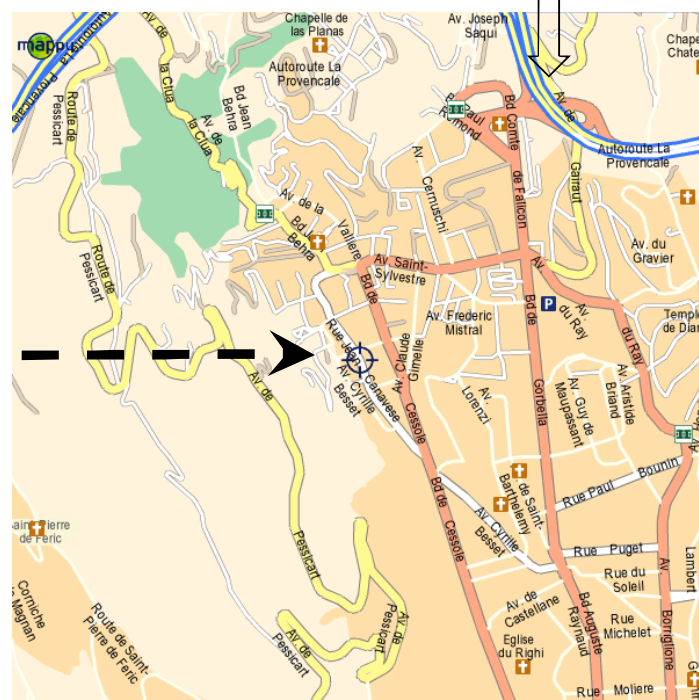 mappy
Av. de
la Clua
Chapelle de
las Planas
Av. Joseph
Saqui
Autoroute La
Provencale
Bd Jean
Behra
Av. de
la Clua
Route de
Pessicart
Bd Comte
de Falicon
Av. de
Gairaut
Autoroute La
Provencale
Av.
Cernuschi
Av. de la
Valliere
Bd Je
Behra
Av. Saint-
Sylvestre
Av. du
Gravier
Route de
Pessicart
Bd de
Cessole
Av.
du Ray
Av.
du Ray
P
Av. Frederic
Mistral
Bd de
Gorbella
Rue Jean Canavese
Av. Cyrille
Besset
Av. Claude
Gimelle
Av.
Lorenzi
Av. Guy de
Maupassant
Av. Aristide
Briand
Av. de
Pessicart
Bd de
Cessole
Av. Cyrille
Besset
de Saint-
Barthelemy
Rue Paul Bounin
Rue Puget
Rue du
Soleil
Lambert
Av. de
Castellane
Bd Auguste
Raynaud
Rue
Michelet
Av.
Borriglione
Eglise
du Righi
Rue Moliere
Av. de
Pessicart
Av. de
Pessicart
Saint-Pierre
de Feric
Corniche
Magnan
Route de Saint-
Pierre de Feric